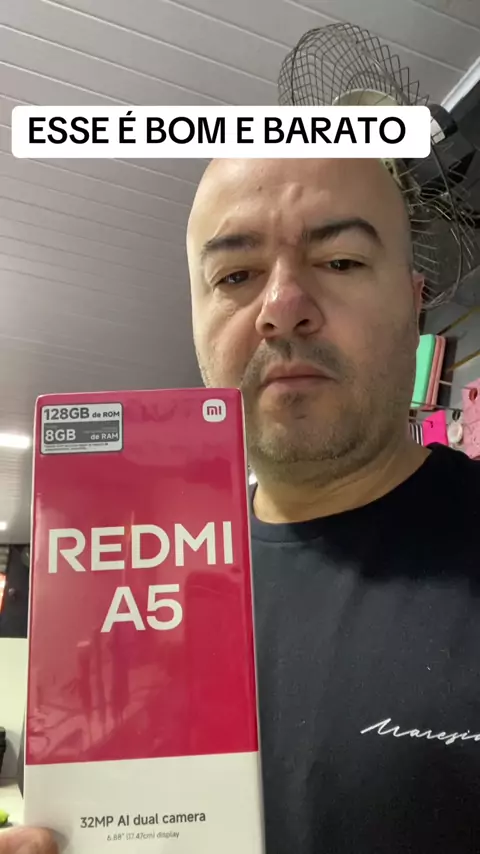 ESSE É BOM E BARATO
128GB de ROM
8GB
de RAM
mi
REDMI
A5
Maresia
32MP AI dual camera
6.88" (17.47cm) display